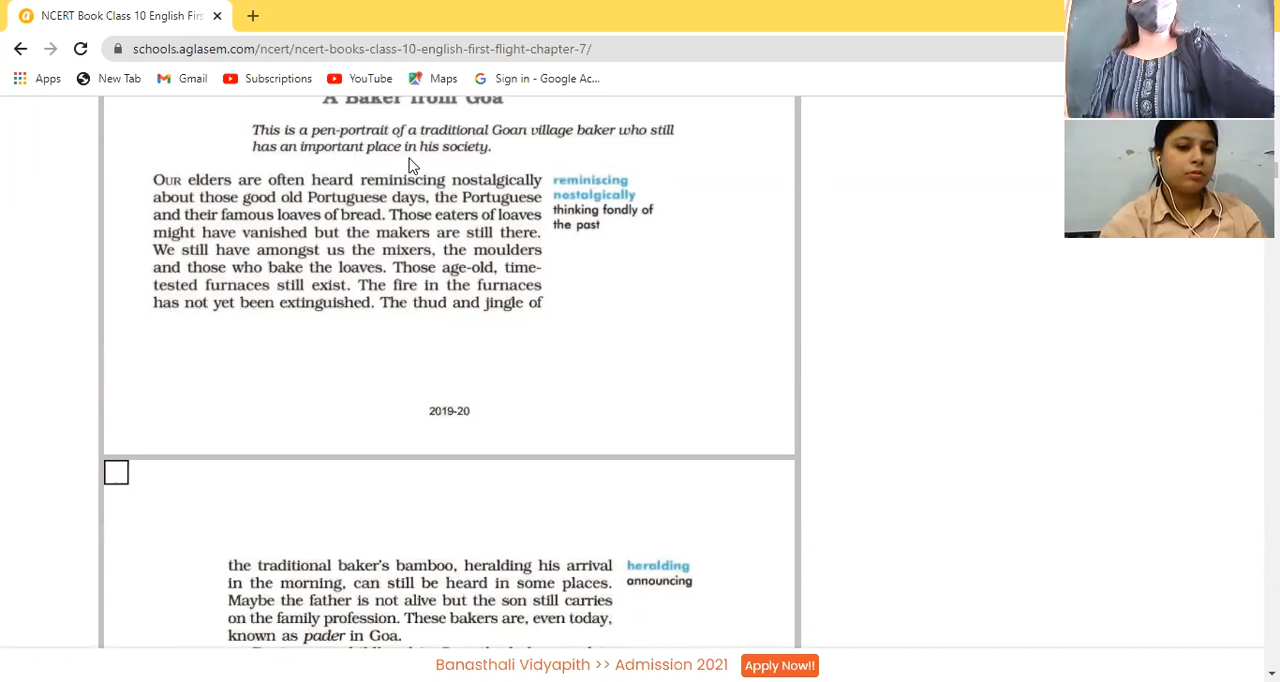 NCERT Book Class 10 English Firs
schools.aglasem.com/ncert/ncert-books-class-10-english-first-flight-chapter-7/
Apps
New Tab
Gmail
Subscriptions
YouTube
Maps
Sign in - Google Ac...
A Baker from Goa
This is a pen-portrait of a traditional Goan village baker who still
has an important place in his society.
OUR elders are often heard reminiscing nostalgically
about those good old Portuguese days, the Portuguese
and their famous loaves of bread. Those eaters of loaves
might have vanished but the makers are still there.
We still have amongst us the mixers, the moulders
and those who bake the loaves. Those age-old, time-
tested furnaces still exist. The fire in the furnaces
has not yet been extinguished. The thud and jingle of
reminiscing
nostalgically
thinking fondly of
the past
2019-20
the traditional baker's bamboo, heralding his arrival
in the morning, can still be heard in some places.
Maybe the father is not alive but the son still carries
on the family profession. These bakers are, even today,
known as pader in Goa.
heralding
announcing
Banasthali Vidyapith >> Admission 2021
Apply Now!!